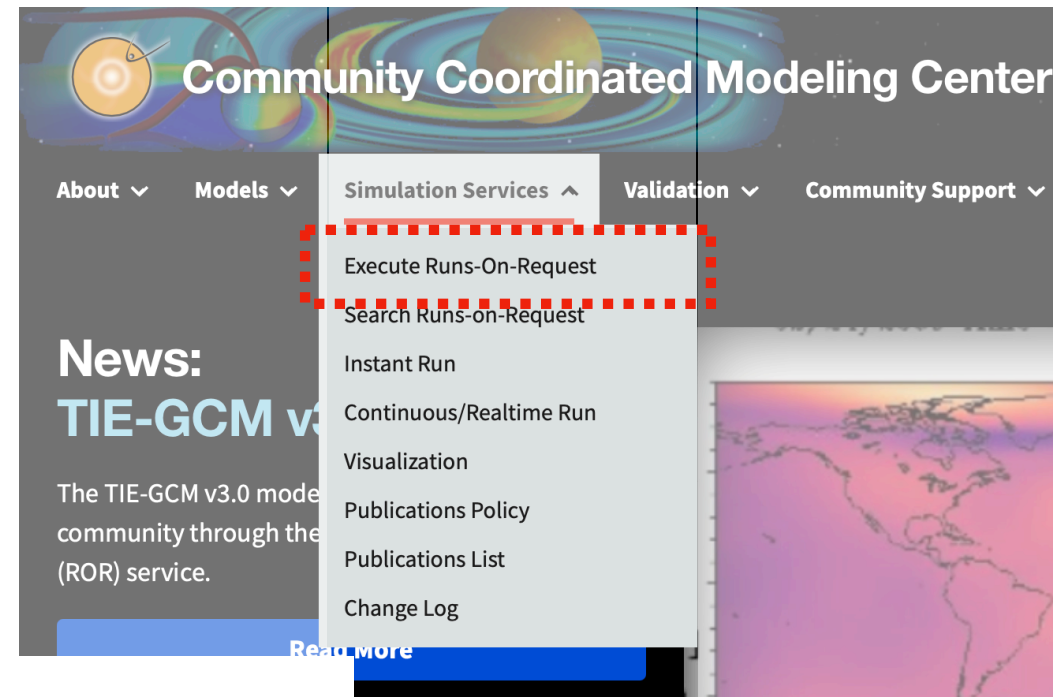 Community Coordinated Modeling Center
About Models Simulation Services Validation Community Support
Execute Runs-On-Request
Search Runs-on-Request
Instant Run
Continuous/Realtime Run
Visualization
Publications Policy
Publications List
Change Log
News:
TIE-GCM
The TIE-GCM v3.0
community through the
(ROR) service.
Read More